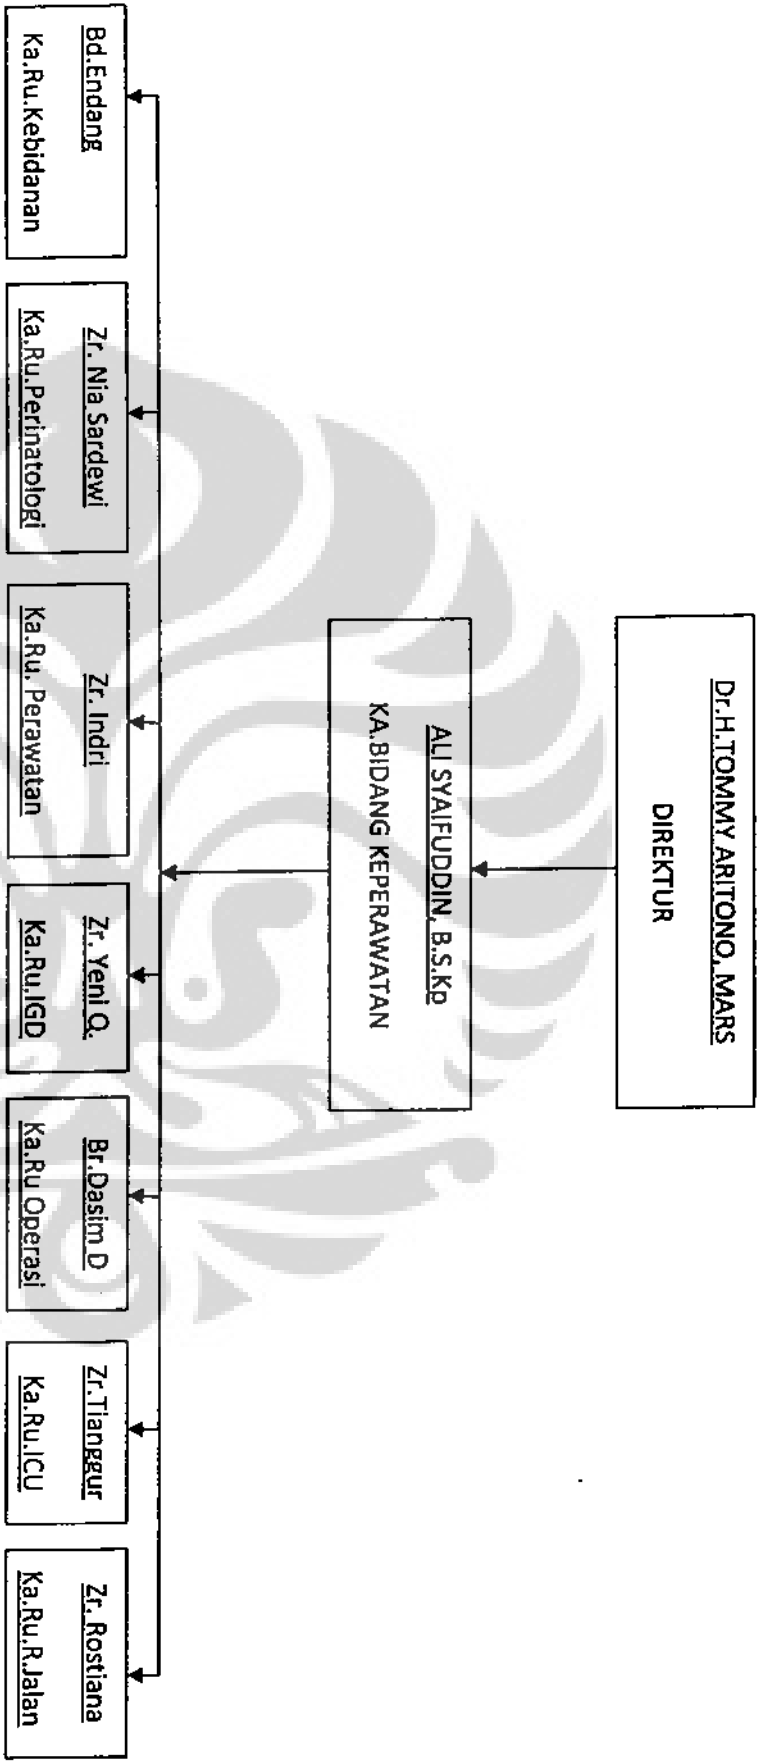 Dr.H.TOMMY ARITONO, MARS
DIREKTUR
ALI SYAIFUDDIN, B.S.Kp
KA.BIDANG KEPERAWATAN
Bd.Endang
Ka.Ru.Kebidanan
Zr. Nia Sardewi
Ka.Ru.Perinatologi
Zr. Indri
Ka.Ru. Perawatan
Zr. Yeni Q.
Ka.Ru.IGD
Br.Dasim D
Ka.Ru Operasi
Zr.Tianggur
Ka.Ru.ICU
Zr. Rostiana
Ka.Ru.R.Jalan